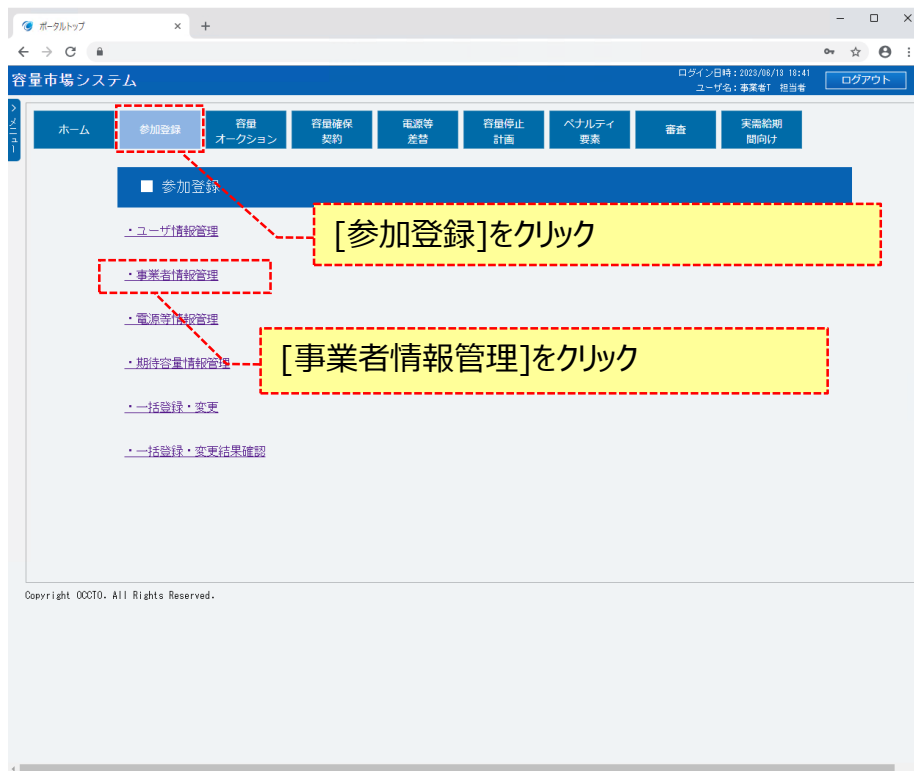 ポータルトップ
容量市場システム
ログイン日時：2023/06/13 18:41
ユーザ名：事業者T 担当者
ログアウト
メニュー
ホーム
参加登録
容量
オークション
容量確保
契約
電源等
差替
容量停止
計画
ペナルティ
要素
審査
実需給期
間向け
■ 参加登録
・ユーザ情報管理
[参加登録]をクリック
・事業者情報管理
・電源等情報管理
[事業者情報管理]をクリック
・期待容量情報管理
・一括登録・変更
・一括登録・変更結果確認
Copyright OCCTO. All Rights Reserved.